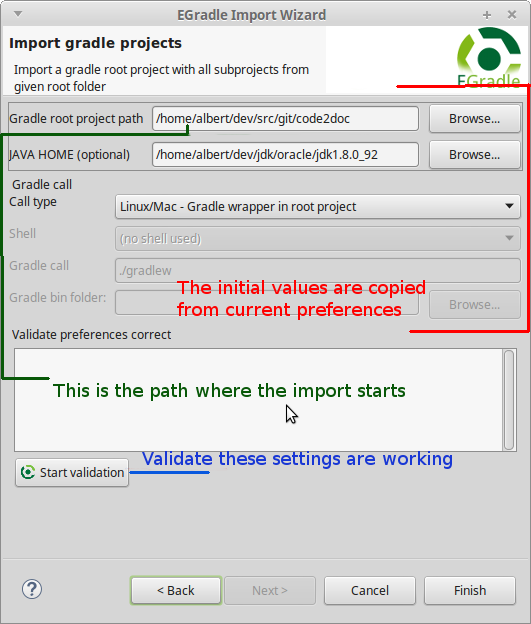 EGradle Import Wizard
Import gradle projects
Import a gradle root project with all subprojects from
given root folder
EGradle
Gradle root project path /home/albert/dev/src/git/code2doc Browse...
JAVA HOME (optional) /home/albert/dev/jdk/oracle/jdk1.8.0_92 Browse...
Gradle call
Call type Linux/Mac - Gradle wrapper in root project
Shell (no shell used)
Gradle call ./gradlew
The initial values are copied
Gradle bin folder: Browse...
from current preferences
Validate preferences correct
This is the path where the import starts
Start validation Validate these settings are working
? < Back Next > Cancel Finish